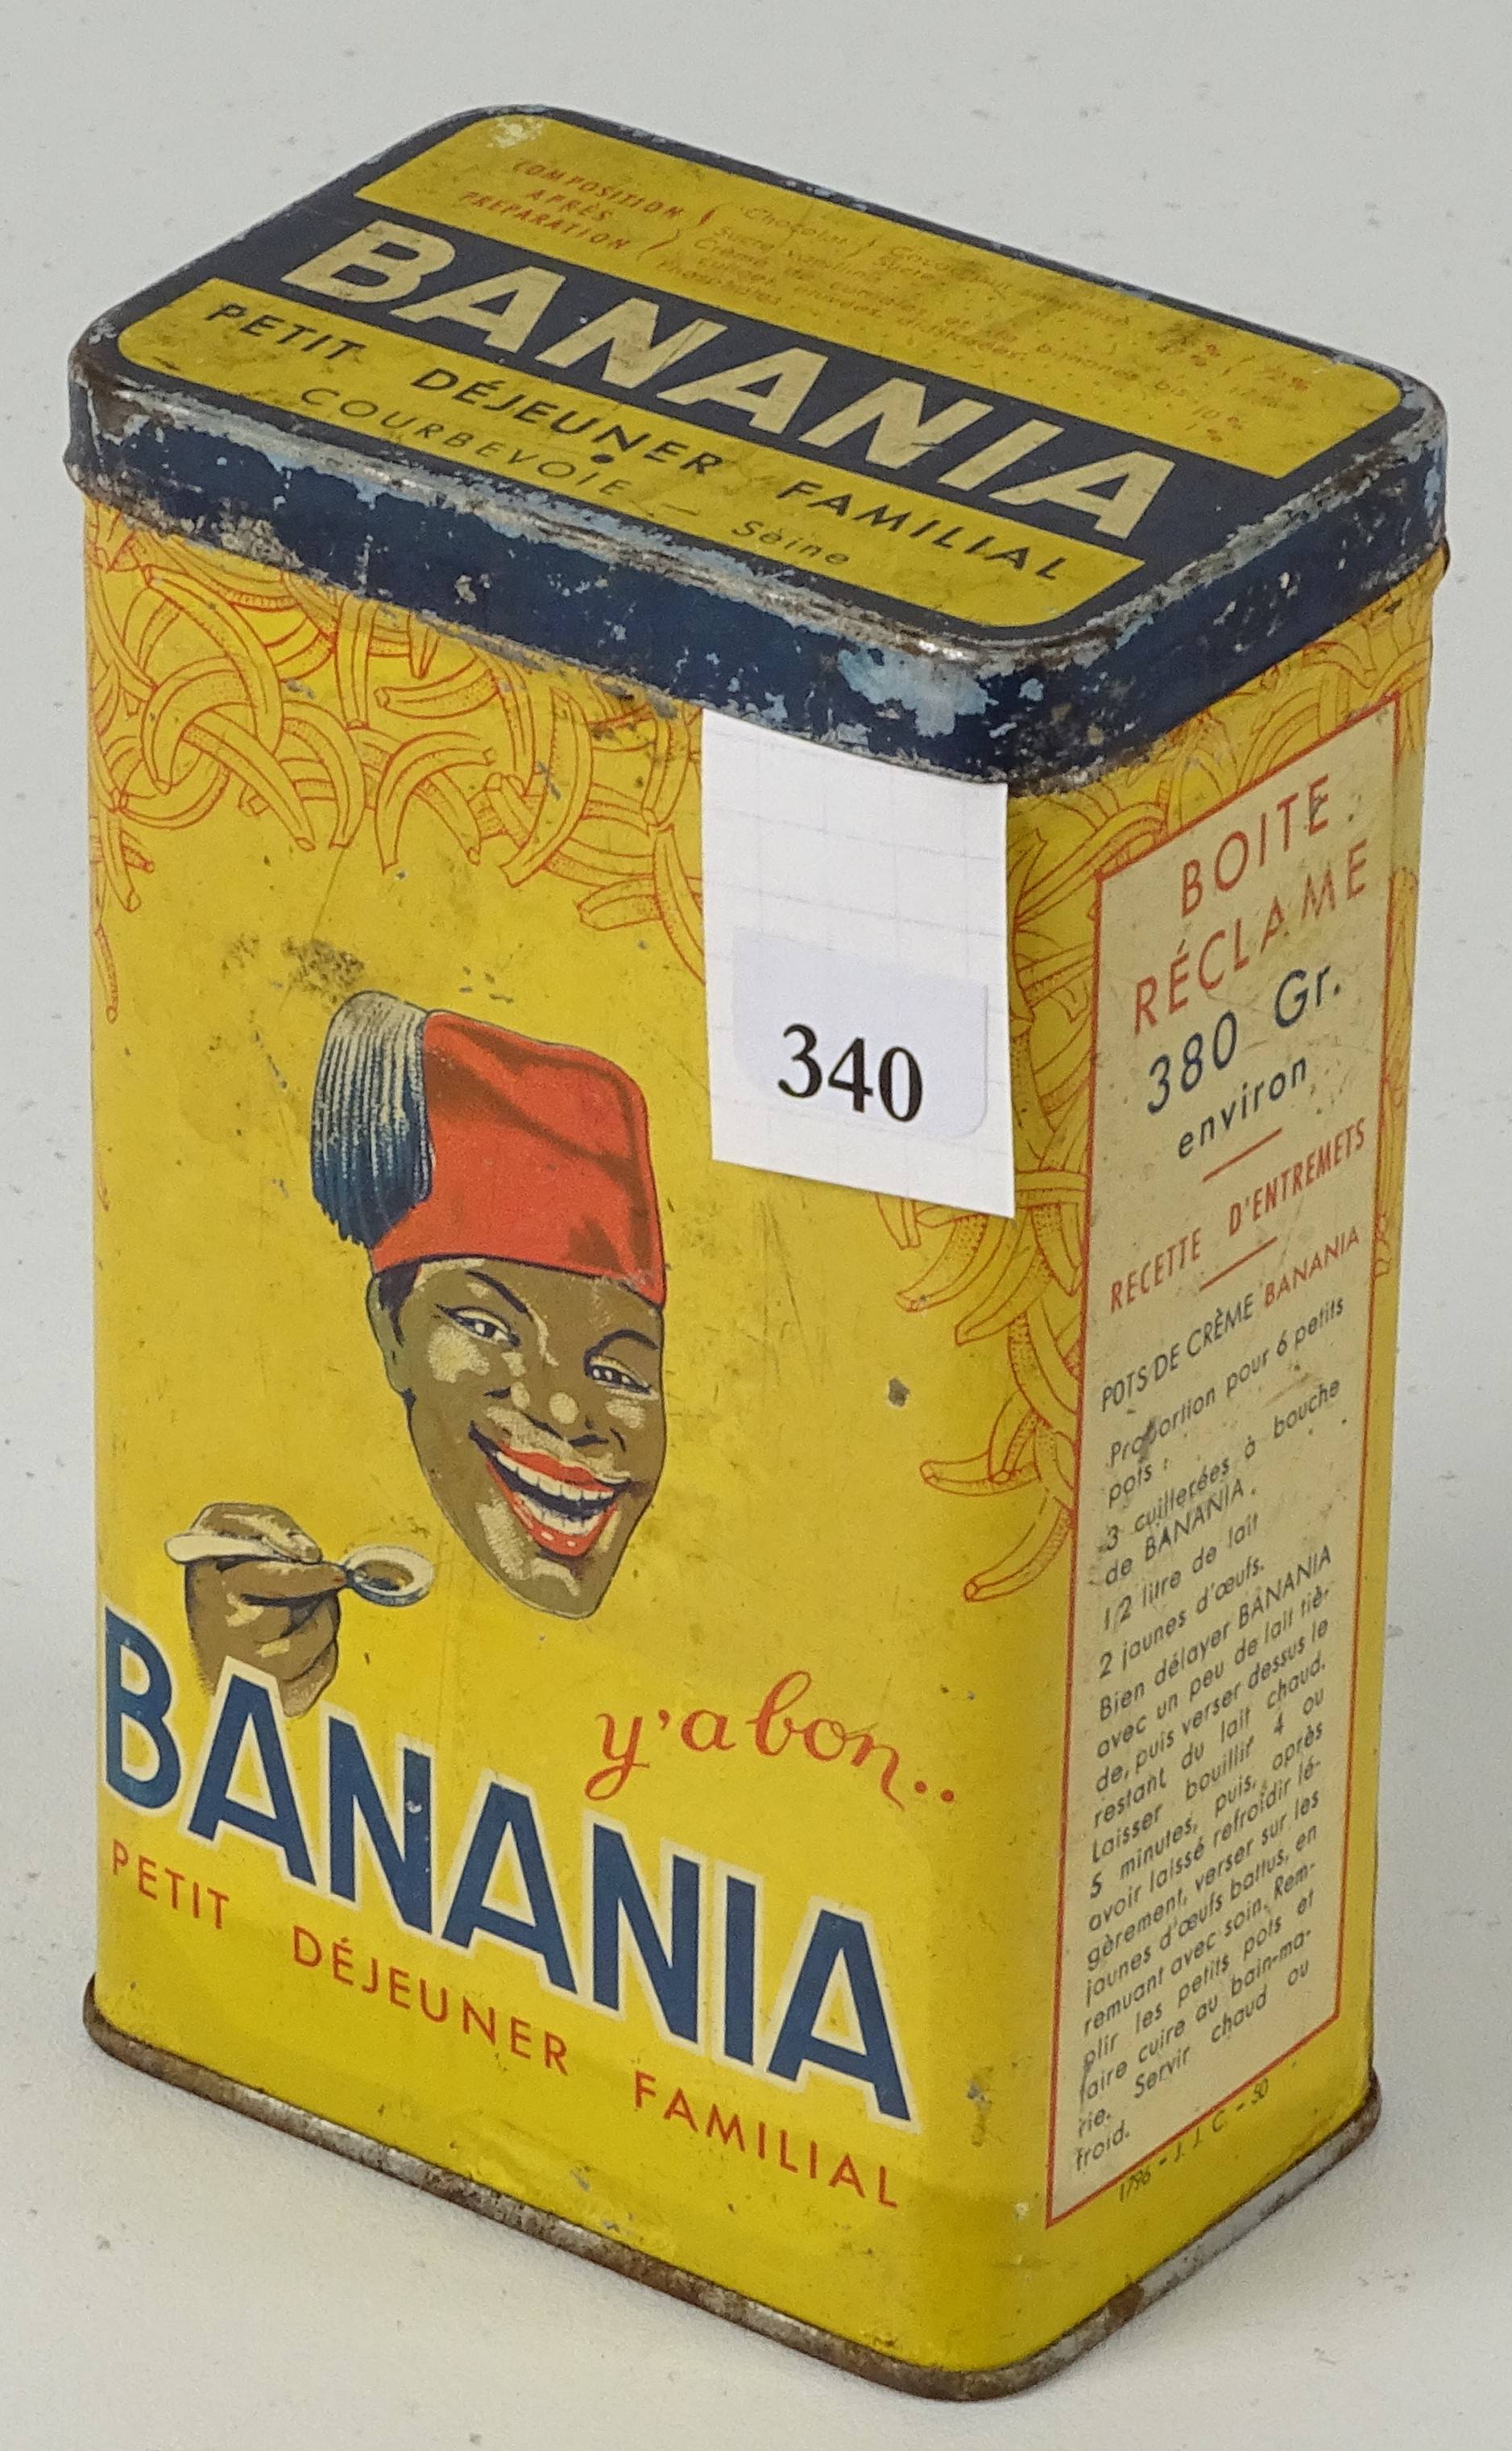 COMPOSITION
APRÈS
PRÉPARATION
Chocolat
BANANIA
PETIT DÉJEUNER FAMILIAL
COURBEVOIE — Seine
340
y'a bon..
BANANIA
PETIT DÉJEUNER FAMILIAL
BOITE
RÉCLAME
380 Gr.
environ
RECETTE D'ENTREMETS
POTS DE CRÈME BANANIA
Proportion pour 6 petits
pots :
3 cuillerées à bouche
de BANANIA.
1/2 litre de lait
2 jaunes d'œufs.
Bien délayer BANANIA
avec un peu de lait tiè-
de, puis verser dessus le
restant du lait chaud.
Laisser bouillir 4 ou
5 minutes, puis, après
avoir laissé refroidir lé-
gèrement, verser sur les
jaunes d'œufs battus, en
remuant avec soin. Rem-
plir les petits pots et
faire cuire au bain-ma-
rie. Servir chaud ou
froid.
1796 - J. J. C. - 50